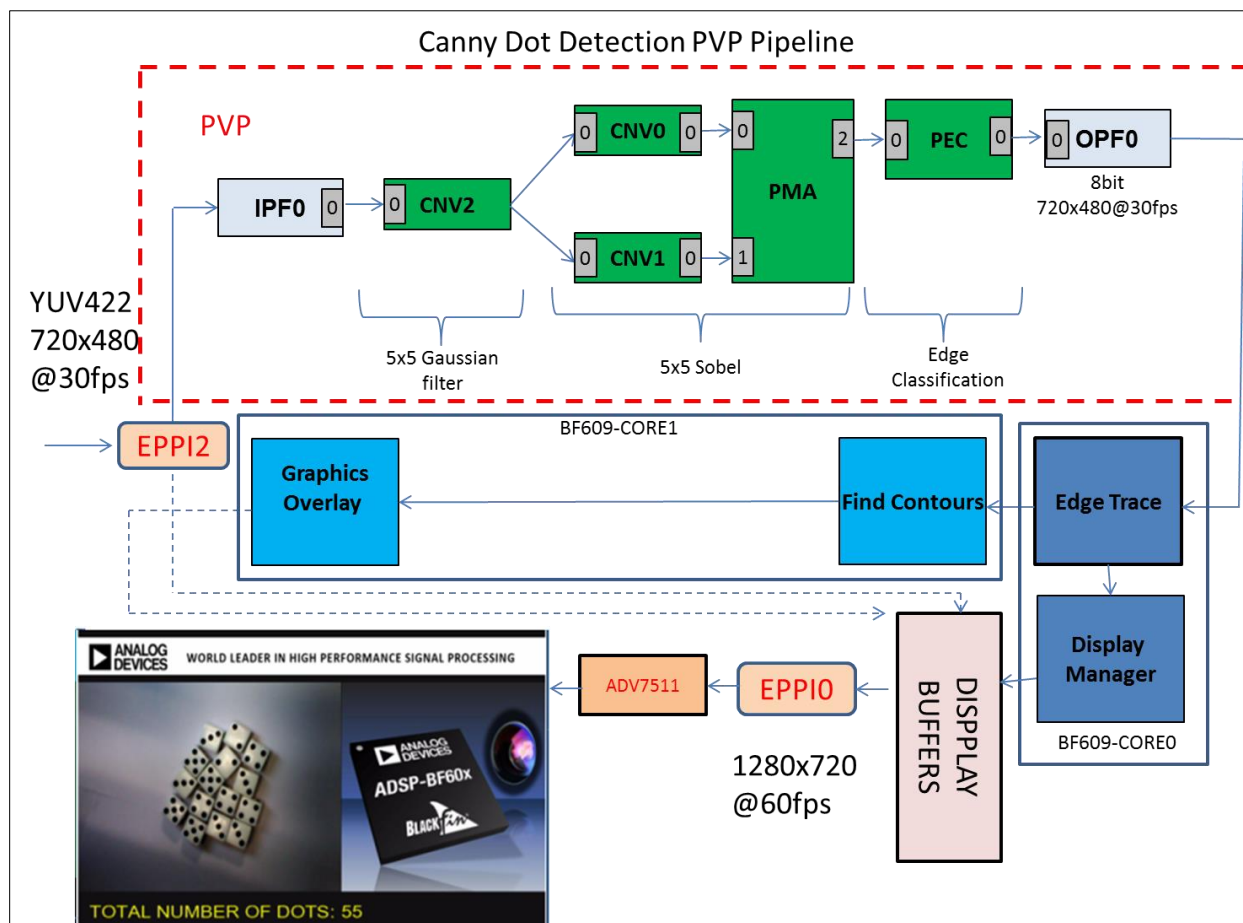 Canny Dot Detection PVP Pipeline
PVP
IPF0
0
0
CNV2
0
CNV0
0
0
CNV1
0
0
1
PMA
2
0
PEC
0
0
OPF0
8bit
720x480@30fps
5x5 Gaussian
filter
5x5 Sobel
Edge
Classification
YUV422
720x480
@30fps
EPPI2
BF609-CORE1
Graphics
Overlay
Find Contours
Edge Trace
Display
Manager
BF609-CORE0
DISPPLAY
BUFFERS
EPPI0
1280x720
@60fps
ADV7511
ANALOG
DEVICES
WORLD LEADER IN HIGH PERFORMANCE SIGNAL PROCESSING
ANALOG
DEVICES
ADSP-BF60x
BLACKfin
TOTAL NUMBER OF DOTS: 55